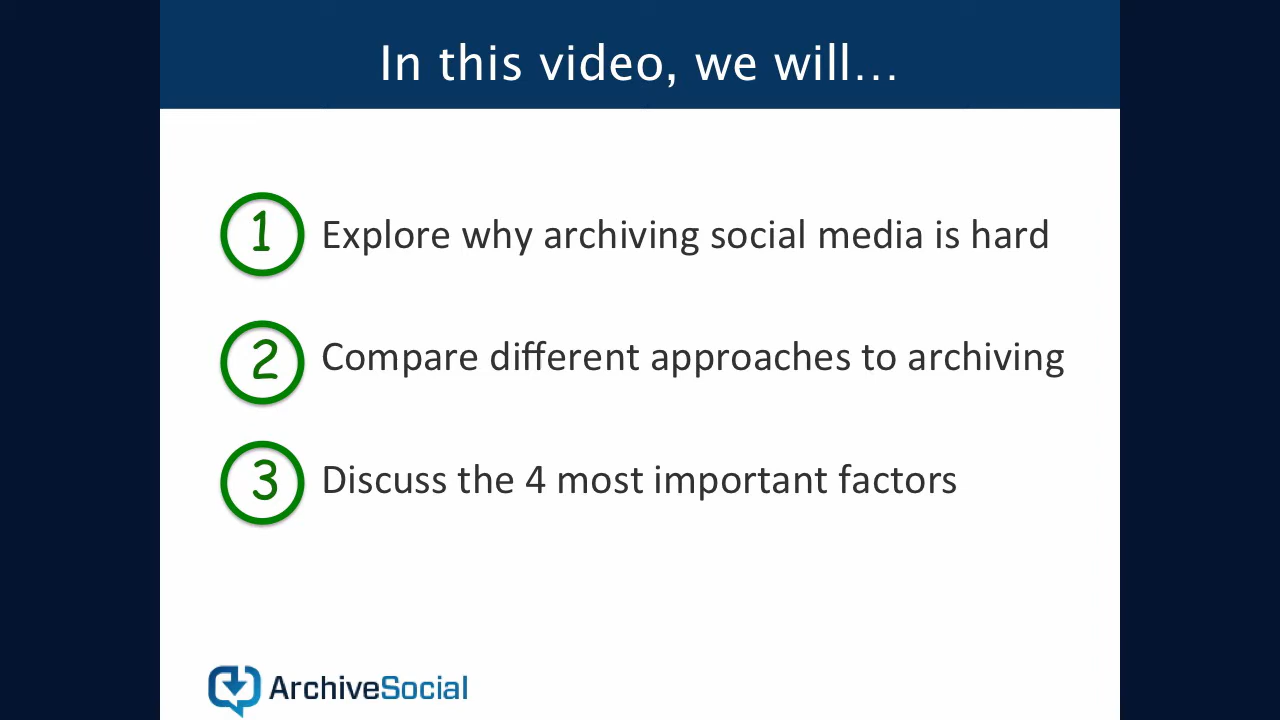 In this video, we will...
1 Explore why archiving social media is hard
2 Compare different approaches to archiving
3 Discuss the 4 most important factors
ArchiveSocial